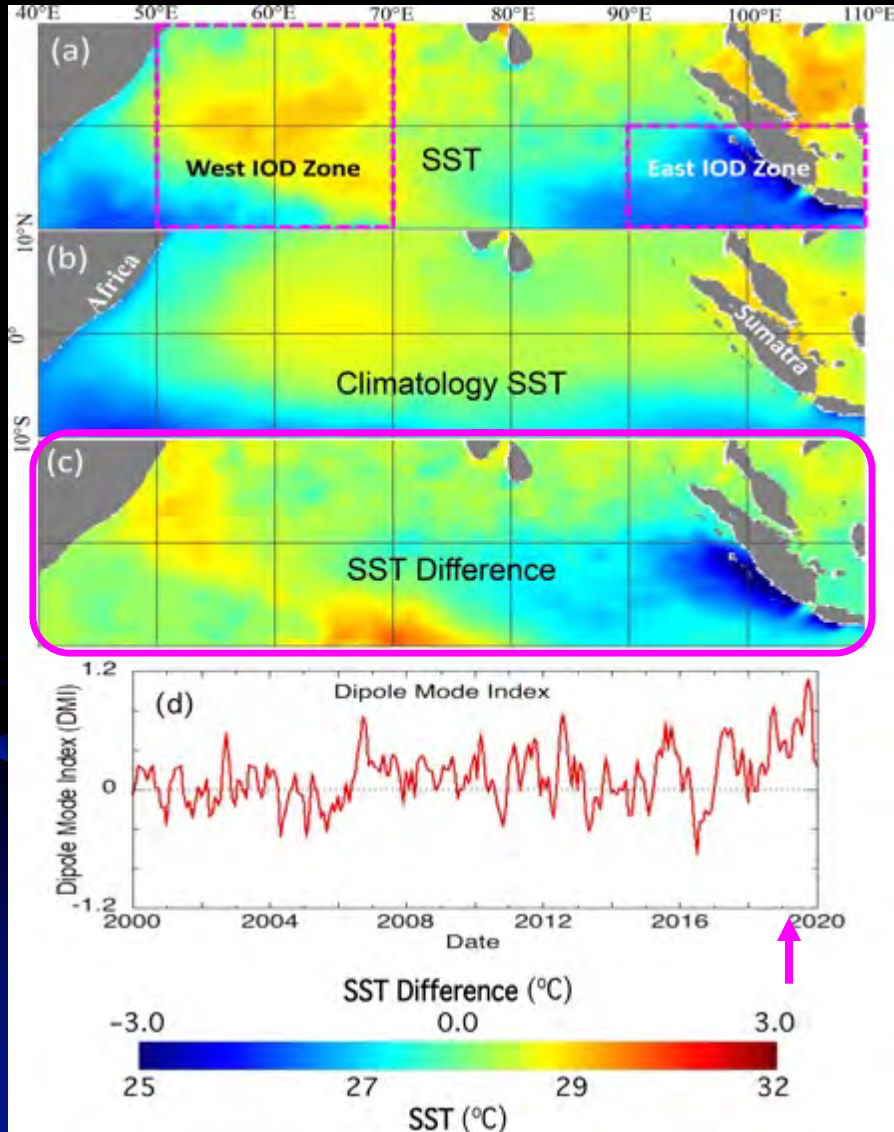 40°E 50°E 60°E 70°E 80°E 90°E 100°E 110°E
(a)
West IOD Zone
SST
East IOD Zone
10°N
(b)
Africa
0°
Sumatra
Climatology SST
10°S
(c)
SST Difference
1.2
(d)
Dipole Mode Index
Dipole Mode Index (DMI)
0
-1.2
2000 2004 2008 2012 2016 2020
Date
SST Difference (°C)
-3.0 0.0 3.0
25 27 29 32
SST (°C)